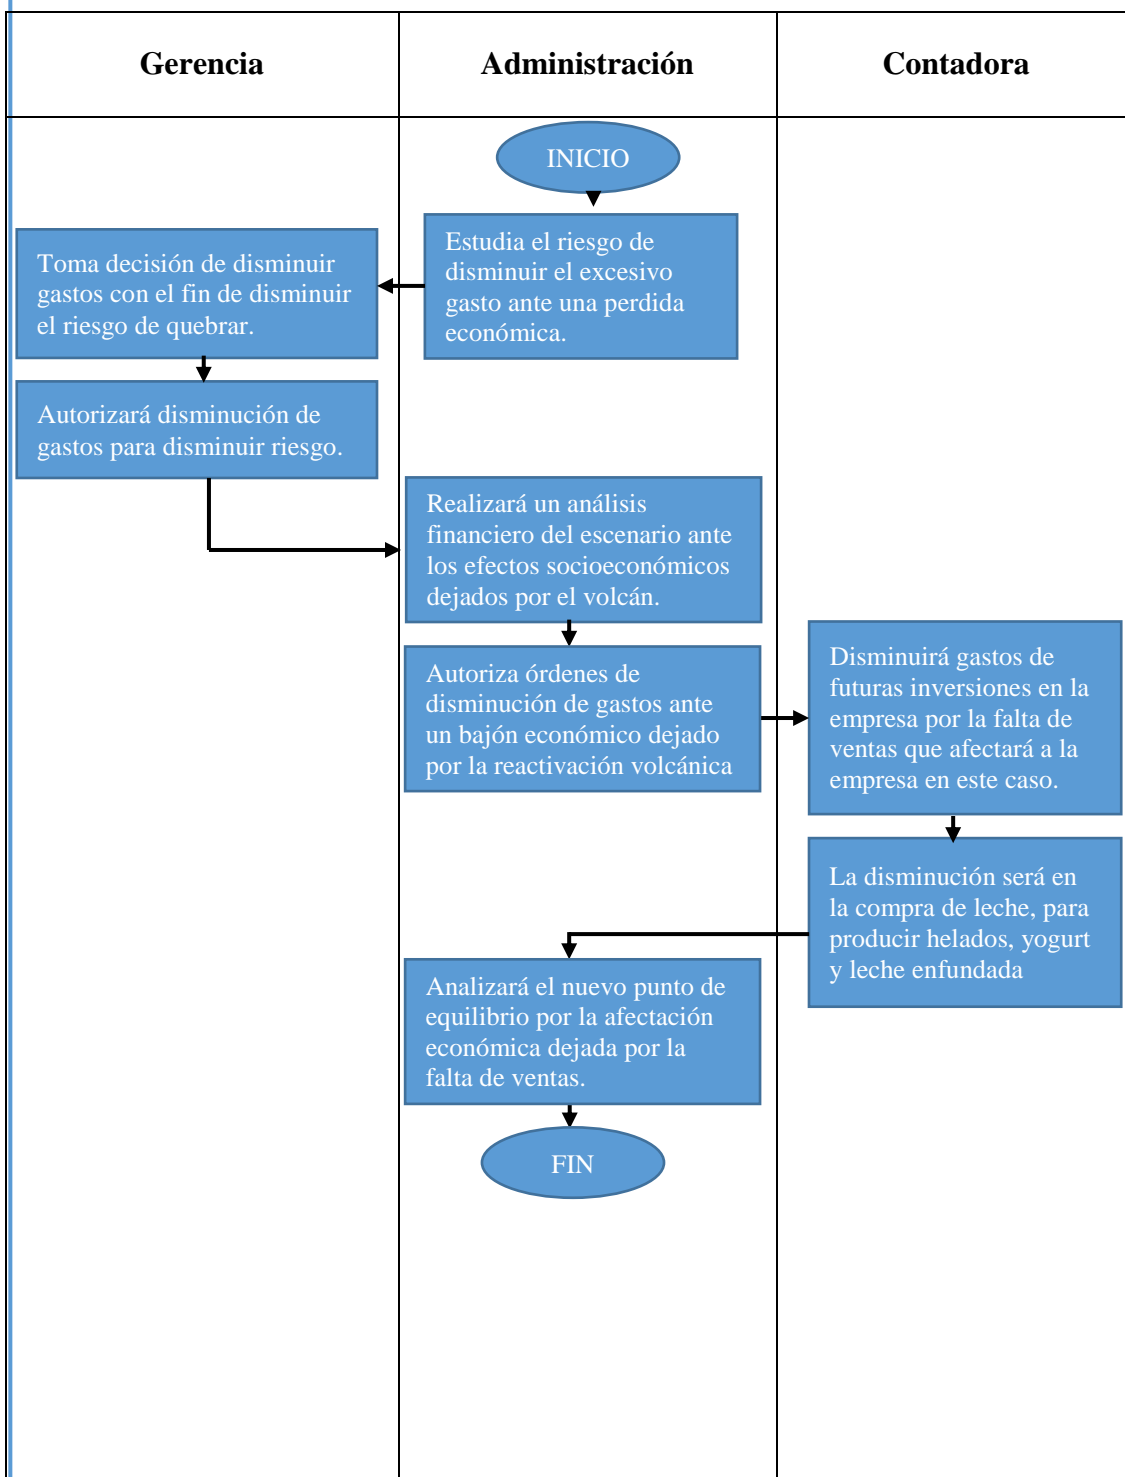 Gerencia
Administración
Contadora
INICIO
Estudia el riesgo de
disminuir el excesivo
gasto ante una perdida
económica.
Toma decisión de disminuir
gastos con el fin de disminuir
el riesgo de quebrar.
Autorizará disminución de
gastos para disminuir riesgo.
Realizará un análisis
financiero del escenario ante
los efectos socioeconómicos
dejados por el volcán.
Autoriza órdenes de
disminución de gastos ante
un bajón económico dejado
por la reactivación volcánica
Disminuirá gastos de
futuras inversiones en la
empresa por la falta de
ventas que afectará a la
empresa en este caso.
La disminución será en
la compra de leche, para
producir helados, yogurt
y leche enfundada
Analizará el nuevo punto de
equilibrio por la afectación
económica dejada por la
falta de ventas.
FIN